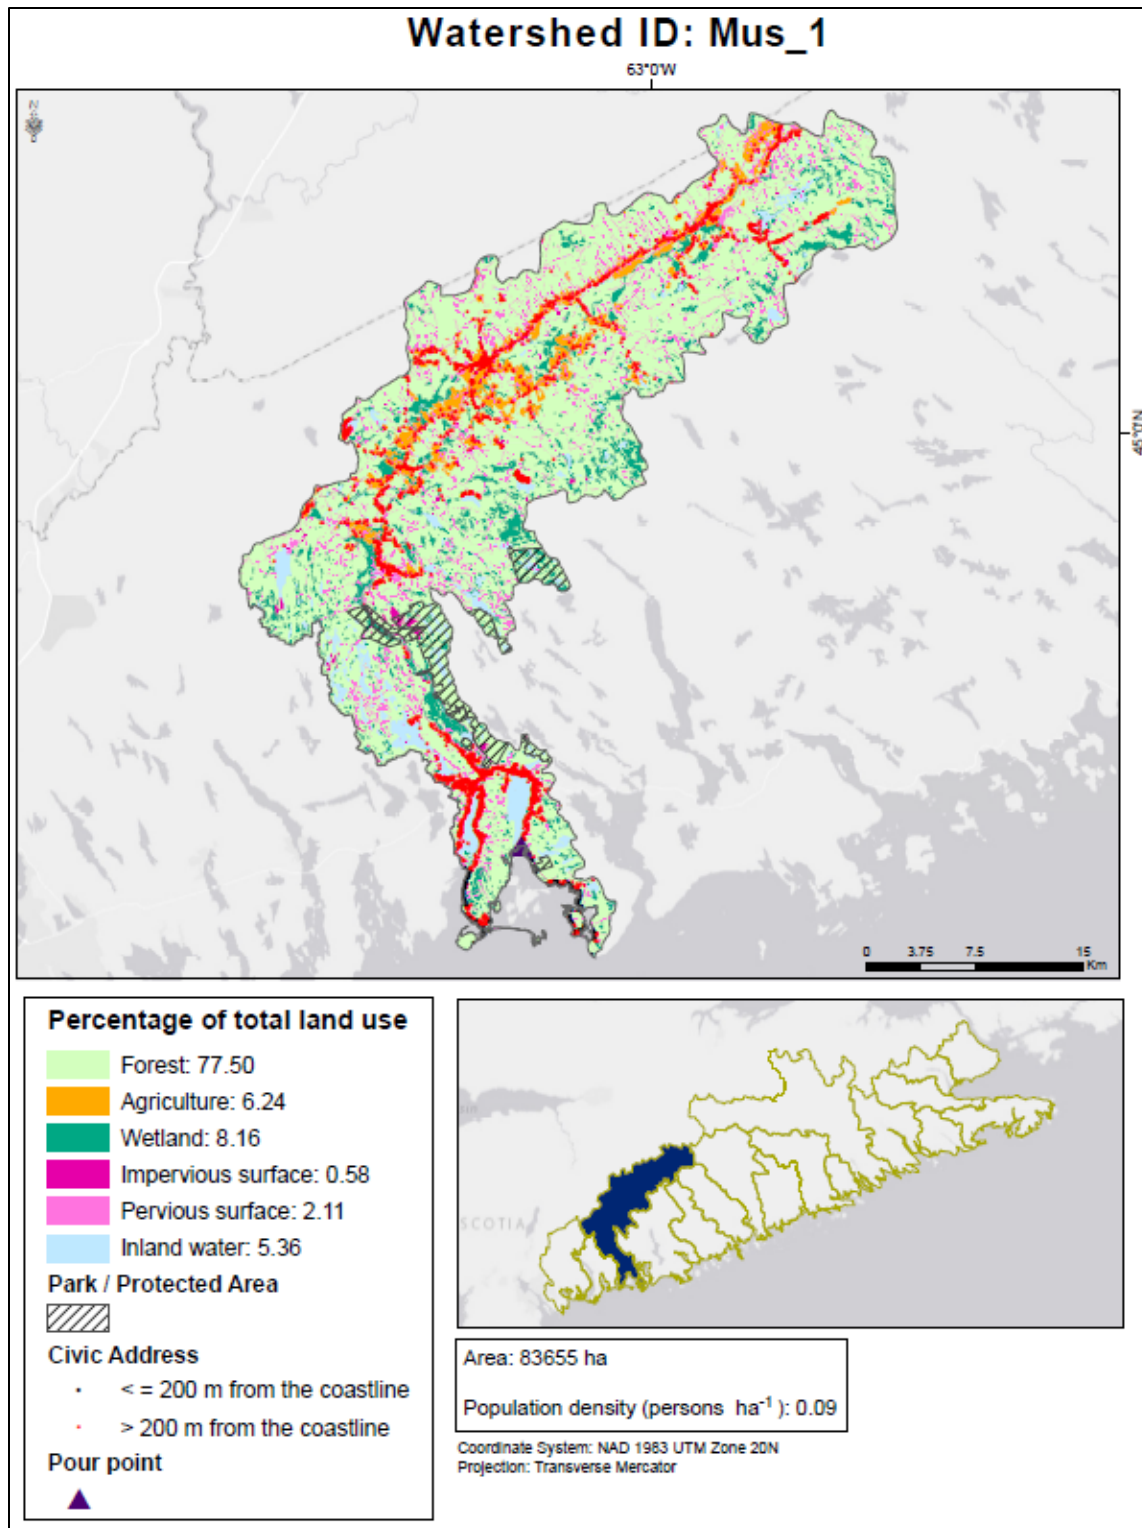 Watershed ID: Mus_1
63°0'W
N
45°0'N
0 3.75 7.5 15
Km
Percentage of total land use
Forest: 77.50
Agriculture: 6.24
Wetland: 8.16
Impervious surface: 0.58
Pervious surface: 2.11
Inland water: 5.36
Park / Protected Area
Civic Address
< = 200 m from the coastline
> 200 m from the coastline
Pour point
SCOTIA
Area: 83655 ha
Population density (persons ha⁻¹ ): 0.09
Coordinate System: NAD 1983 UTM Zone 20N
Projection: Transverse Mercator